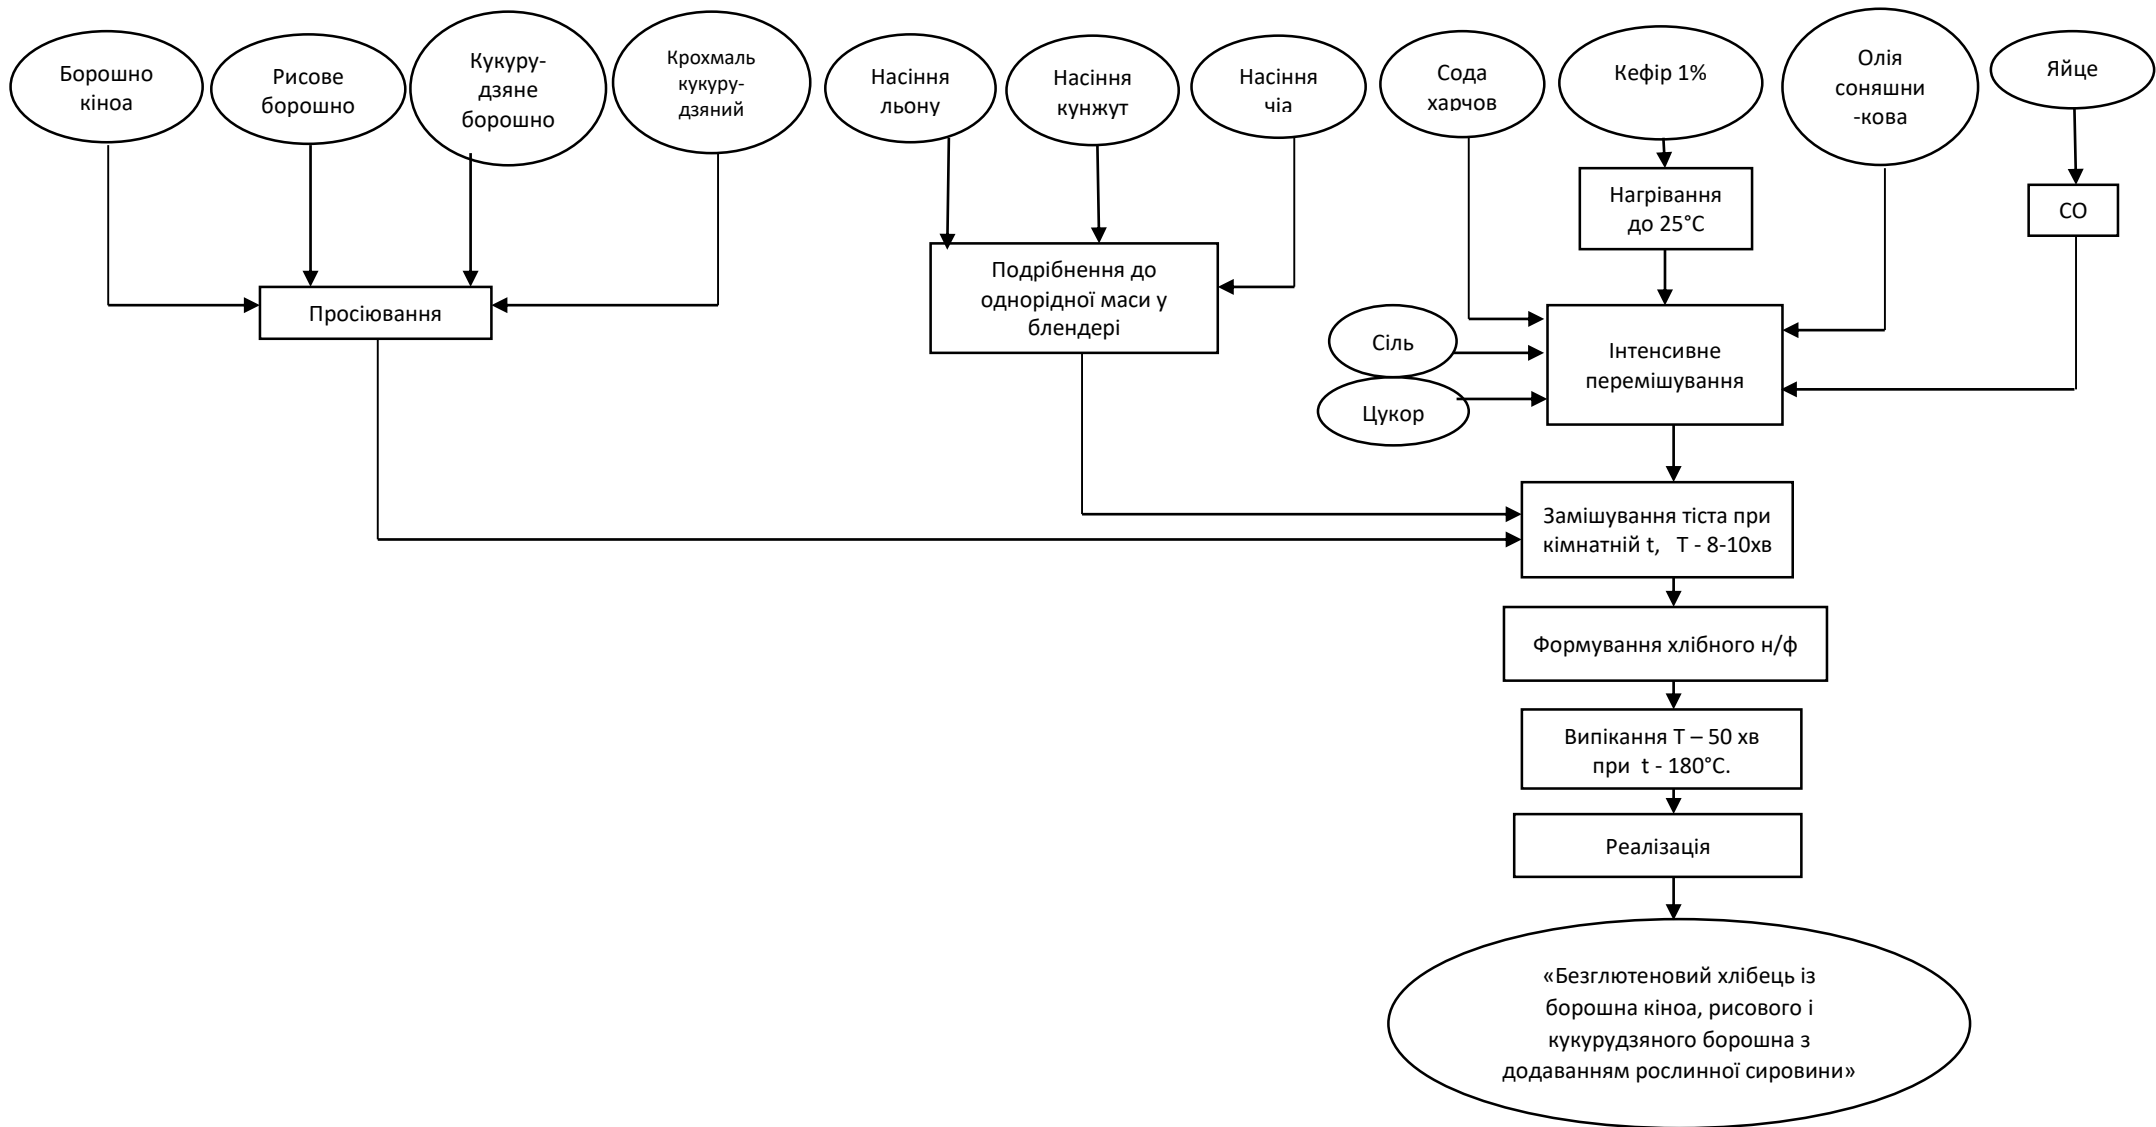 Борошно
кіноа
Рисове
борошно
Кукуру-
дзяне
борошно
Крохмаль
кукуру-
дзяний
Насіння
льону
Насіння
кунжут
Насіння
чіа
Сода
харчов
Кефір 1%
Олія
соняшни
-кова
Яйце
Нагрівання
до 25°С
СО
Просіювання
Подрібнення до
однорідної маси у
блендері
Сіль
Цукор
Інтенсивне
перемішування
Замішування тіста при
кімнатній t, Т - 8-10хв
Формування хлібного н/ф
Випікання Т – 50 хв
при t - 180°С.
Реалізація
«Безглютеновий хлібець із
борошна кіноа, рисового і
кукурудзяного борошна з
додаванням рослинної сировини»